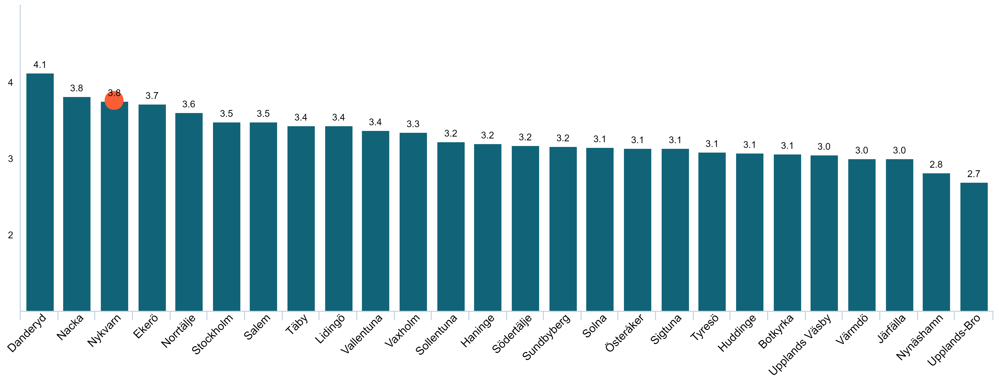 4
3
2
4.1
3.8
3.8
3.7
3.6
3.5
3.5
3.4
3.4
3.4
3.3
3.2
3.2
3.2
3.2
3.1
3.1
3.1
3.1
3.1
3.1
3.0
3.0
3.0
2.8
2.7
Danderyd
Nacka
Nykvarn
Ekerö
Norrtälje
Stockholm
Salem
Täby
Lidingö
Vallentuna
Vaxholm
Sollentuna
Haninge
Södertälje
Sundbyberg
Solna
Österåker
Sigtuna
Tyresö
Huddinge
Botkyrka
Upplands Väsby
Värmdö
Järfälla
Nynäshamn
Upplands-Bro